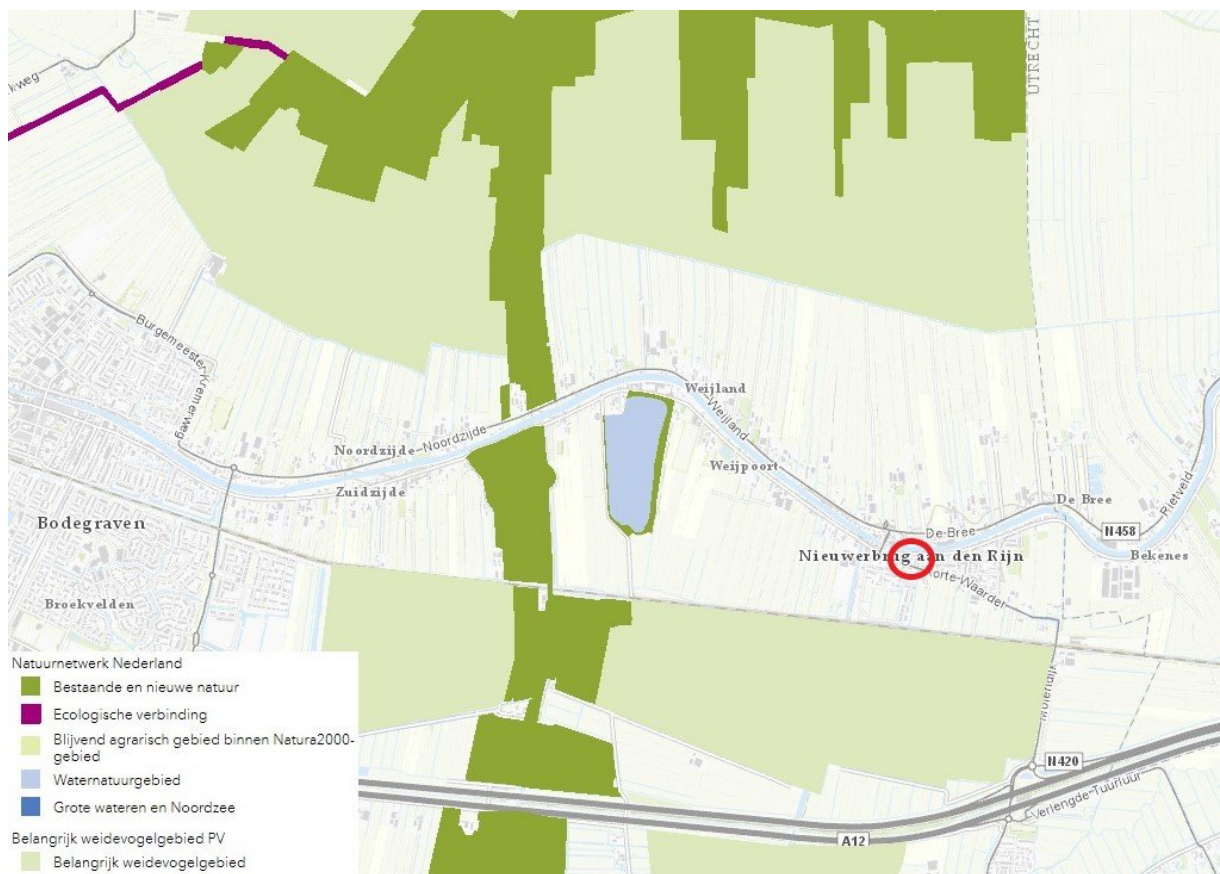 kweg
UTRECHT
Burgemeester Kremerweg
Weijland
Weijland
Noordzijde-Noordzijde
Weijpoort
Zuidzijde
De Bree
Rietveld
Bodegraven
N458
De Bree
Nieuwerbrug aan den Rijn
Bekenes
Korte-Waarder
Broekvelden
Molendijk
N420
Verlengde-Tuurluur
A12
Natuurnetwerk Nederland
Bestaande en nieuwe natuur
Ecologische verbinding
Blijvend agrarisch gebied binnen Natura2000-
gebied
Waternatuurgebied
Grote wateren en Noordzee
Belangrijk weidevogelgebied PV
Belangrijk weidevogelgebied